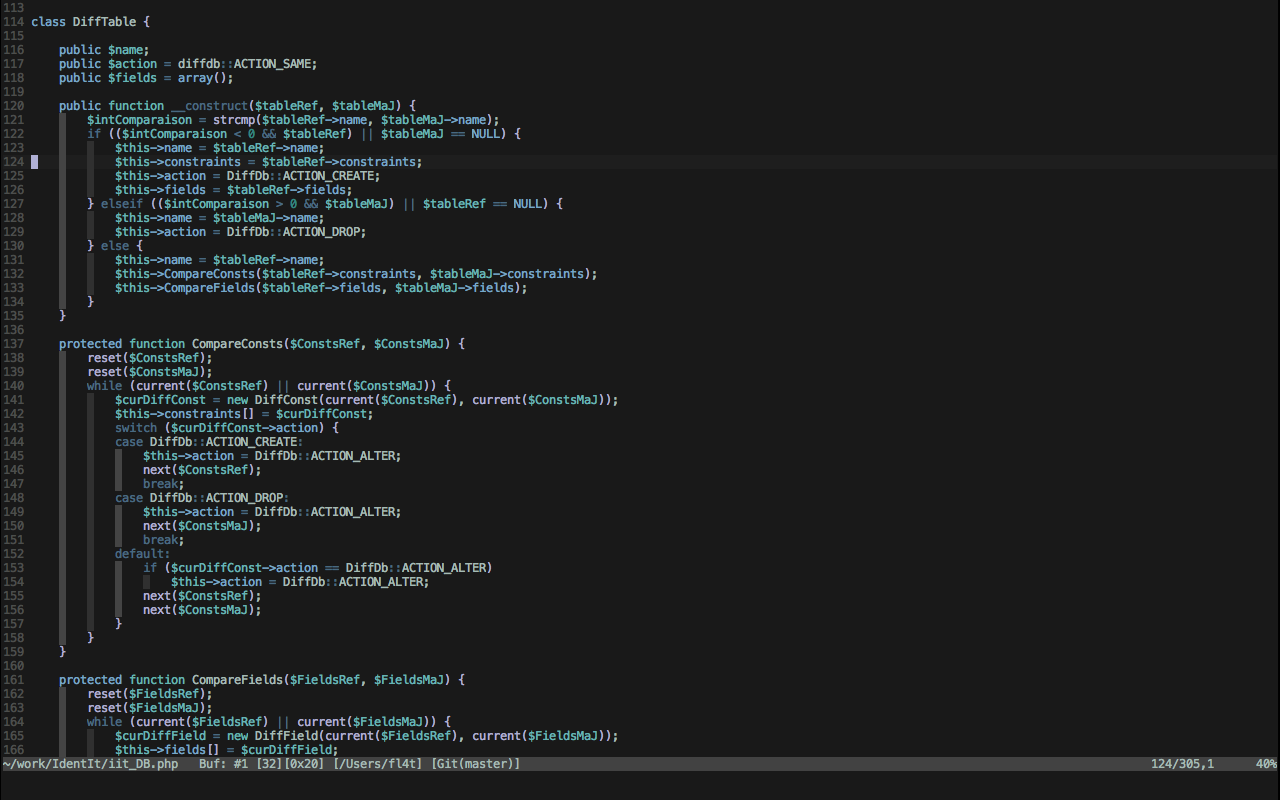 113
114 class DiffTable {
115
116     public $name;
117     public $action = diffdb::ACTION_SAME;
118     public $fields = array();
119
120     public function __construct($tableRef, $tableMaJ) {
121         $intComparaison = strcmp($tableRef->name, $tableMaJ->name);
122         if (($intComparaison < 0 && $tableRef) || $tableMaJ == NULL) {
123             $this->name = $tableRef->name;
124             $this->constraints = $tableRef->constraints;
125             $this->action = DiffDb::ACTION_CREATE;
126             $this->fields = $tableRef->fields;
127         } elseif (($intComparaison > 0 && $tableMaJ) || $tableRef == NULL) {
128             $this->name = $tableMaJ->name;
129             $this->action = DiffDb::ACTION_DROP;
130         } else {
131             $this->name = $tableRef->name;
132             $this->CompareConsts($tableRef->constraints, $tableMaJ->constraints);
133             $this->CompareFields($tableRef->fields, $tableMaJ->fields);
134         }
135     }
136
137     protected function CompareConsts($ConstsRef, $ConstsMaJ) {
138         reset($ConstsRef);
139         reset($ConstsMaJ);
140         while (current($ConstsRef) || current($ConstsMaJ)) {
141             $curDiffConst = new DiffConst(current($ConstsRef), current($ConstsMaJ));
142             $this->constraints[] = $curDiffConst;
143             switch ($curDiffConst->action) {
144             case DiffDb::ACTION_CREATE:
145                 $this->action = DiffDb::ACTION_ALTER;
146                 next($ConstsRef);
147                 break;
148             case DiffDb::ACTION_DROP:
149                 $this->action = DiffDb::ACTION_ALTER;
150                 next($ConstsMaJ);
151                 break;
152             default:
153                 if ($curDiffConst->action == DiffDb::ACTION_ALTER)
154                     $this->action = DiffDb::ACTION_ALTER;
155                 next($ConstsRef);
156                 next($ConstsMaJ);
157             }
158         }
159     }
160
161     protected function CompareFields($FieldsRef, $FieldsMaJ) {
162         reset($FieldsRef);
163         reset($FieldsMaJ);
164         while (current($FieldsRef) || current($FieldsMaJ)) {
165             $curDiffField = new DiffField(current($FieldsRef), current($FieldsMaJ));
166             $this->fields[] = $curDiffField;
~/work/IdentIt/iit_DB.php   Buf: #1 [32][0x20] [/Users/fl4t] [Git(master)]   124/305,1   40%